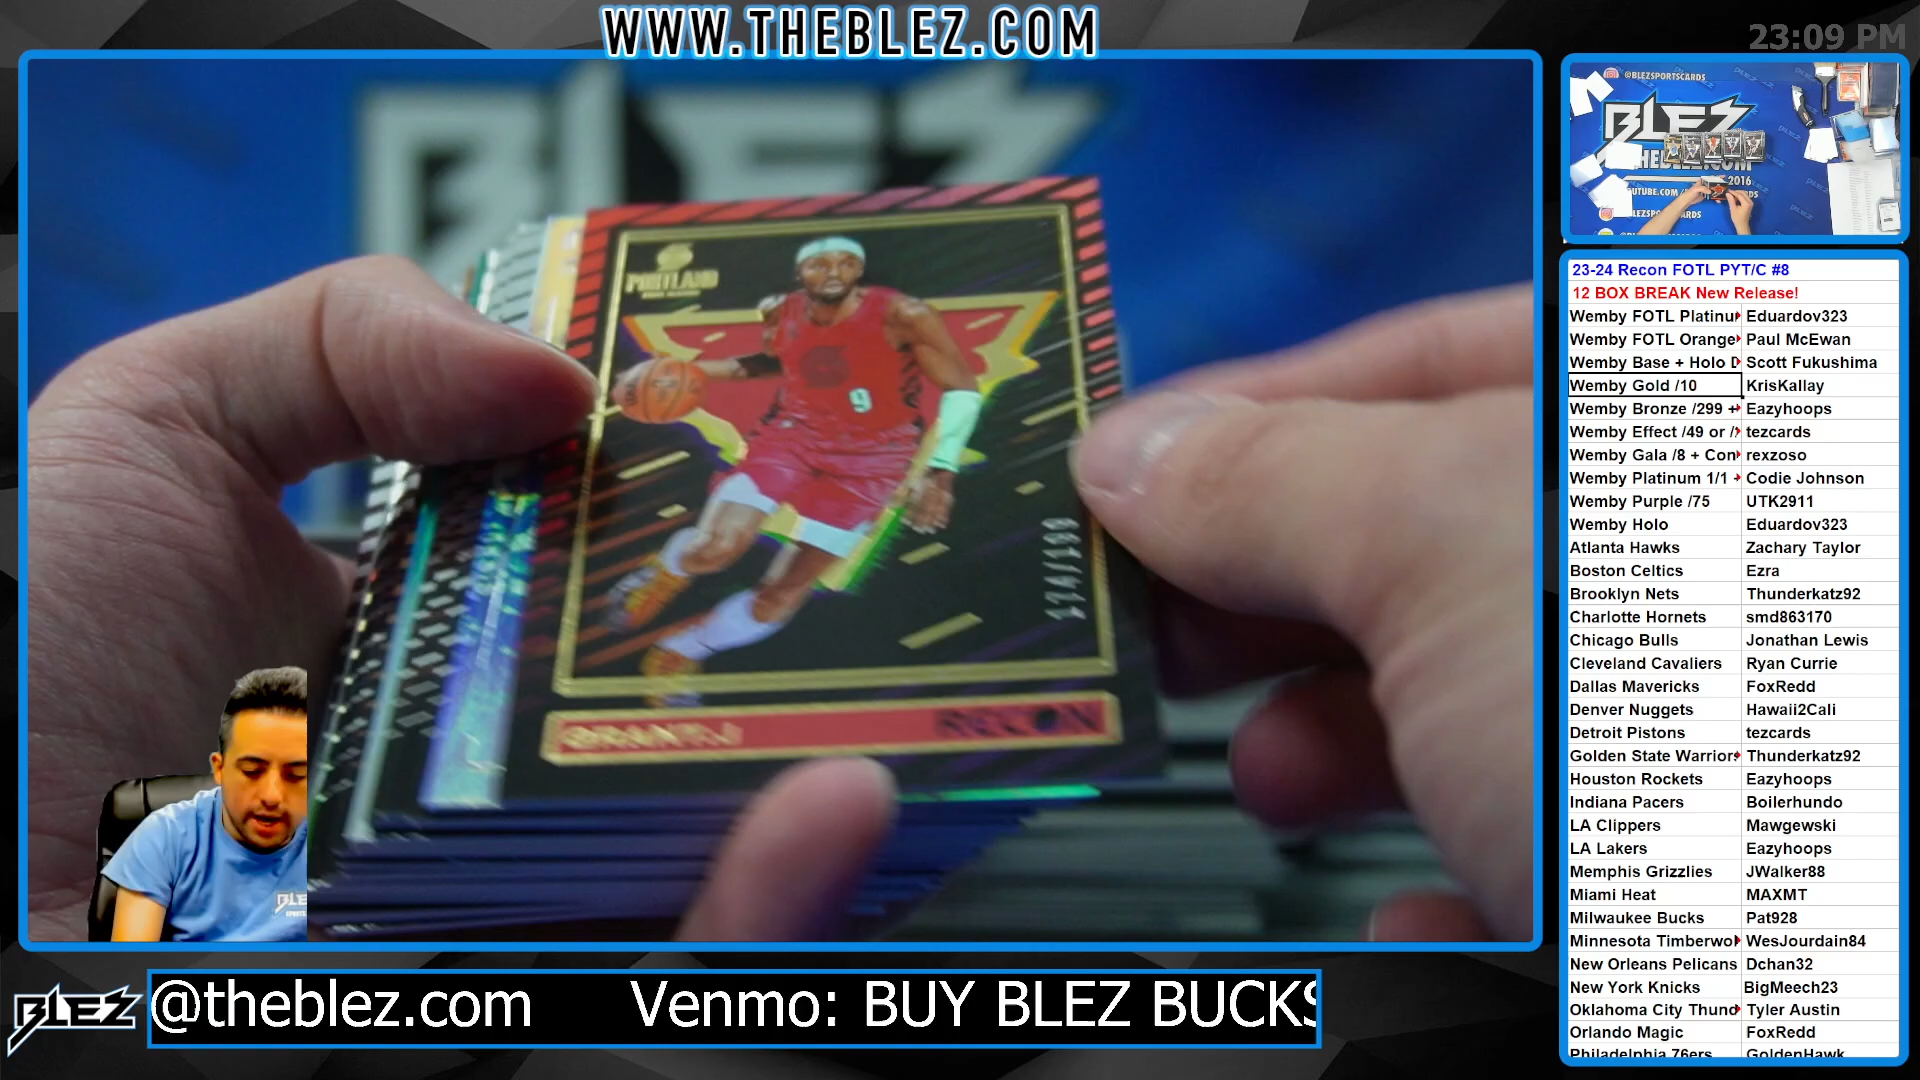 WWW.THEBLEZ.COM
23:09 PM
@BLEZSPORTSCARDS
BLEZ
2016
PORTLAND
9
174/199
GRANT.J
RECON
23-24 Recon FOTL PYT/C #8
12 BOX BREAK New Release!
Wemby FOTL Platinu Eduardov323
Wemby FOTL Orange Paul McEwan
Wemby Base + Holo D Scott Fukushima
Wemby Gold /10 KrisKallay
Wemby Bronze /299 + Eazyhoops
Wemby Effect /49 or / tezcards
Wemby Gala /8 + Con rexzoso
Wemby Platinum 1/1 + Codie Johnson
Wemby Purple /75 UTK2911
Wemby Holo Eduardov323
Atlanta Hawks Zachary Taylor
Boston Celtics Ezra
Brooklyn Nets Thunderkatz92
Charlotte Hornets smd863170
Chicago Bulls Jonathan Lewis
Cleveland Cavaliers Ryan Currie
Dallas Mavericks FoxRedd
Denver Nuggets Hawaii2Cali
Detroit Pistons tezcards
Golden State Warriors Thunderkatz92
Houston Rockets Eazyhoops
Indiana Pacers Boilerhundo
LA Clippers Mawgewski
LA Lakers Eazyhoops
Memphis Grizzlies JWalker88
Miami Heat MAXMT
Milwaukee Bucks Pat928
Minnesota Timberwol WesJourdain84
New Orleans Pelicans Dchan32
New York Knicks BigMeech23
Oklahoma City Thund Tyler Austin
Orlando Magic FoxRedd
Philadelphia 76ers GoldenHawk
BLEZ
@theblez.com Venmo: BUY BLEZ BUCKS